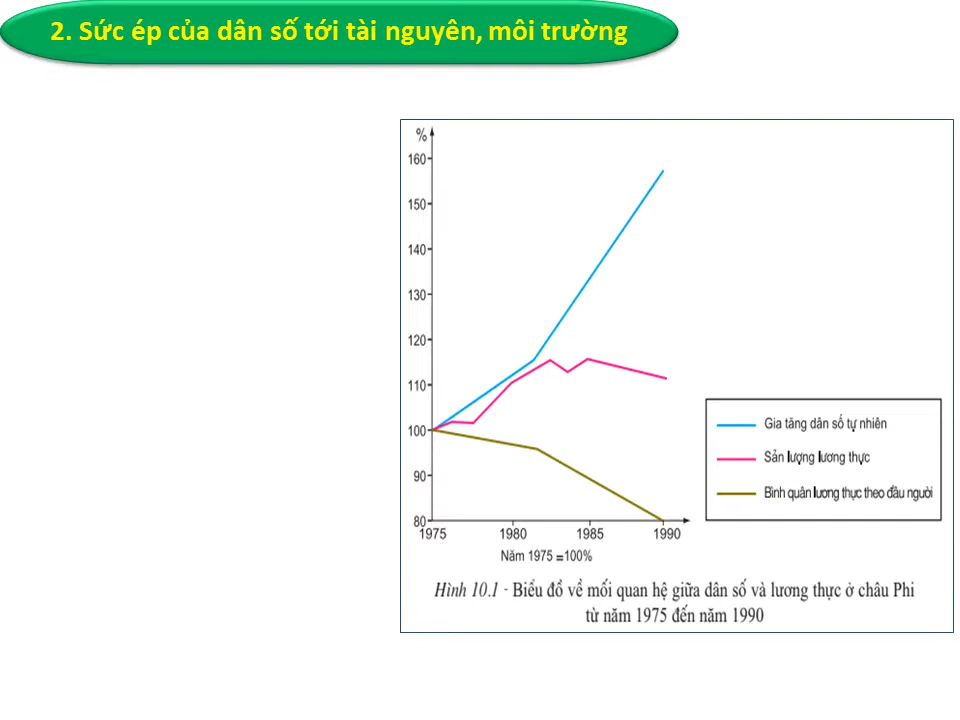 2. Sức ép của dân số tới tài nguyên, môi trường
%
160
150
140
130
120
110
100
90
80
1975
1980
1985
1990
Năm 1975 =100%
Gia tăng dân số tự nhiên
Sản lượng lương thực
Bình quân lương thực theo đầu người
Hình 10.1 - Biểu đồ về mối quan hệ giữa dân số và lương thực ở châu Phi
từ năm 1975 đến năm 1990